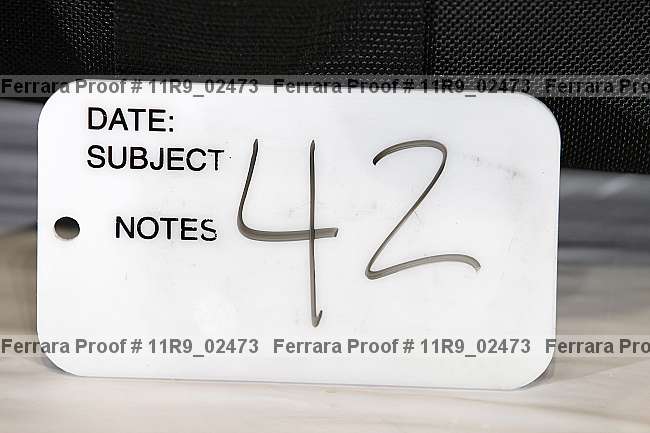 Ferrara Proof # 11R9_02473 Ferrara Proof # 11R9_02473 Ferrara Pro
DATE:
SUBJECT
42
NOTES
Ferrara Proof # 11R9_02473 Ferrara Proof # 11R9_02473 Ferrara Pro